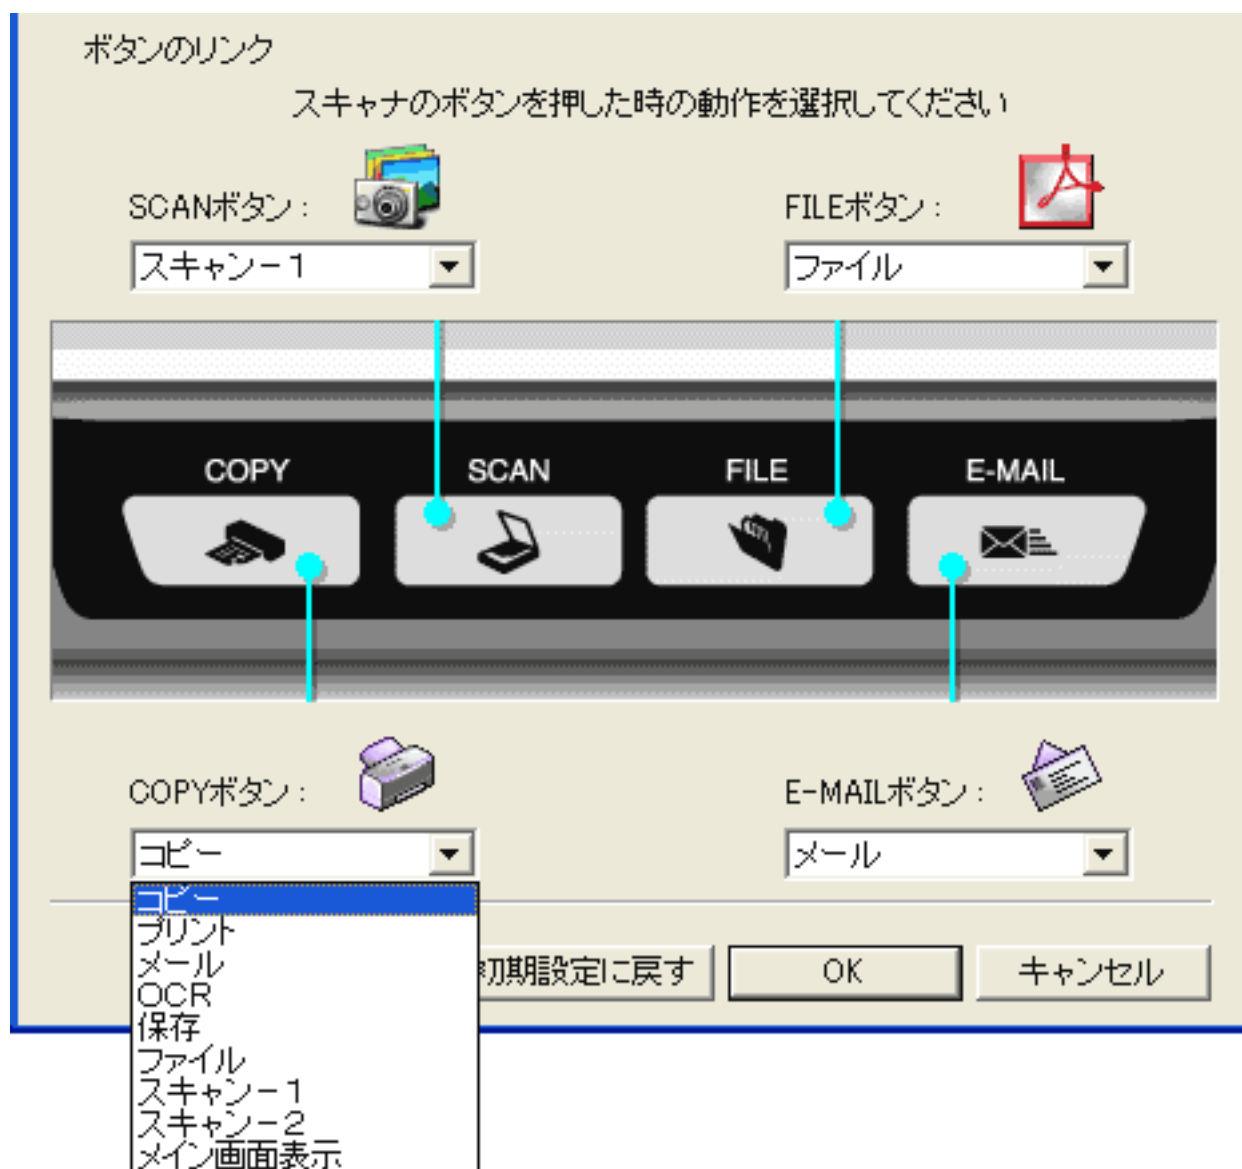 ボタンのリンク
スキャナのボタンを押した時の動作を選択してください
SCANボタン：
FILEボタン：
スキャン－1
ファイル
COPY SCAN FILE E-MAIL
COPYボタン：
E-MAILボタン：
コピー
メール
コピー
プリント
メール
OCR
保存
ファイル
スキャン－1
スキャン－2
メイン画面表示
初期設定に戻す
OK
キャンセル